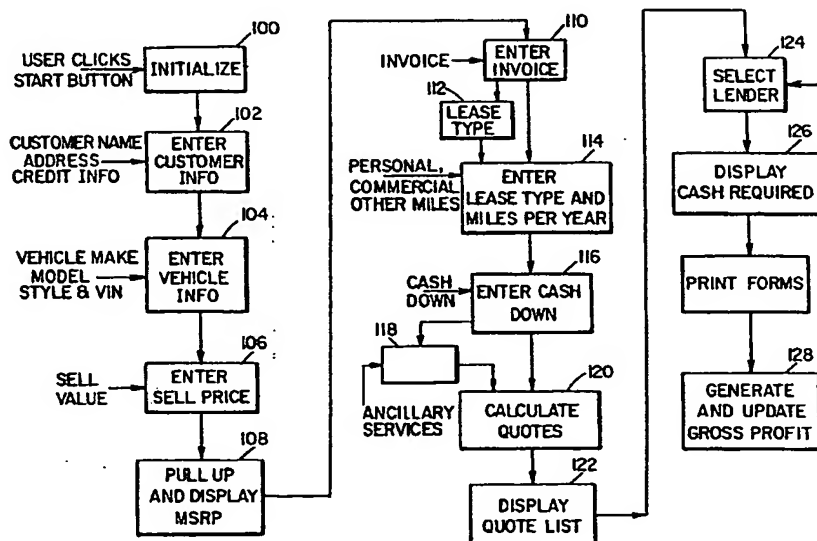 100
USER CLICKS
START BUTTON
INITIALIZE
102
CUSTOMER NAME
ADDRESS
CREDIT INFO
ENTER
CUSTOMER
INFO
104
VEHICLE MAKE
MODEL
STYLE & VIN
ENTER
VEHICLE
INFO
106
SELL
VALUE
ENTER
SELL PRICE
108
PULL UP
AND DISPLAY
MSRP
110
INVOICE
ENTER
INVOICE
112
LEASE
TYPE
114
PERSONAL,
COMMERCIAL
OTHER MILES
ENTER
LEASE TYPE AND
MILES PER YEAR
116
CASH
DOWN
ENTER CASH
DOWN
118
ANCILLARY
SERVICES
120
CALCULATE
QUOTES
122
DISPLAY
QUOTE LIST
124
SELECT
LENDER
126
DISPLAY
CASH REQUIRED
PRINT FORMS
128
GENERATE
AND UPDATE
GROSS PROFIT